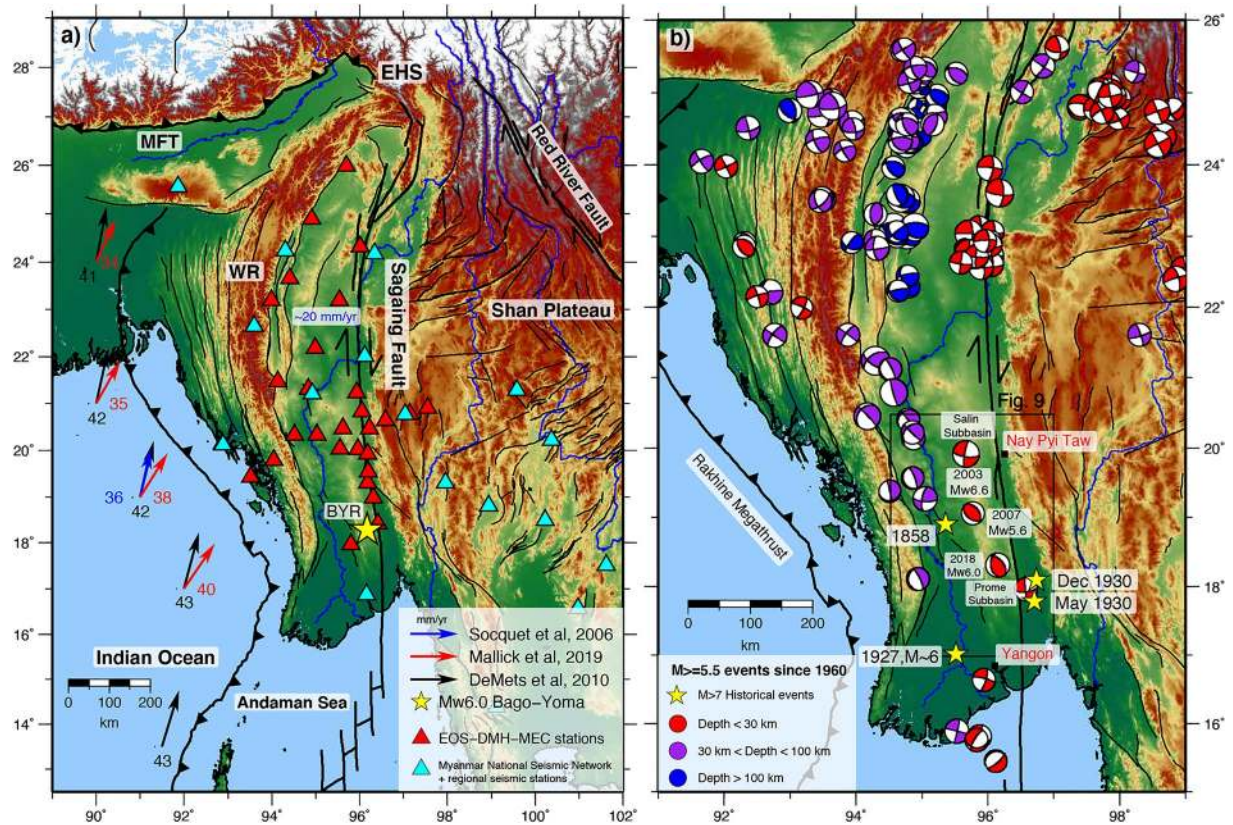 a)
28°
26°
24°
22°
20°
18°
16°
14°
90°
92°
94°
96°
98°
100°
102°
EHS
MFT
Red River Fault
WR
Sagaing Fault
Shan Plateau
~20 mm/yr
41
42
35
36
38
42
43
40
43
BYR
Indian Ocean
Andaman Sea
0
100
200
km
mm/yr
Socquet et al, 2006
Mallick et al, 2019
DeMets et al, 2010
Mw6.0 Bago-Yoma
EOS-DMH-MEC stations
Myanmar National Seismic Network
+ regional seismic stations
b)
26°
24°
22°
20°
18°
16°
92°
94°
96°
98°
Fig. 9
Salin
Subbasin
Nay Pyi Taw
2003
Mw6.6
2007
Mw5.6
1858
2018
Mw6.0
Prome
Subbasin
Dec 1930
May 1930
Rakhine Megathrust
0
100
200
km
1927,M~6
Yangon
M>=5.5 events since 1960
M>7 Historical events
Depth < 30 km
30 km < Depth < 100 km
Depth > 100 km